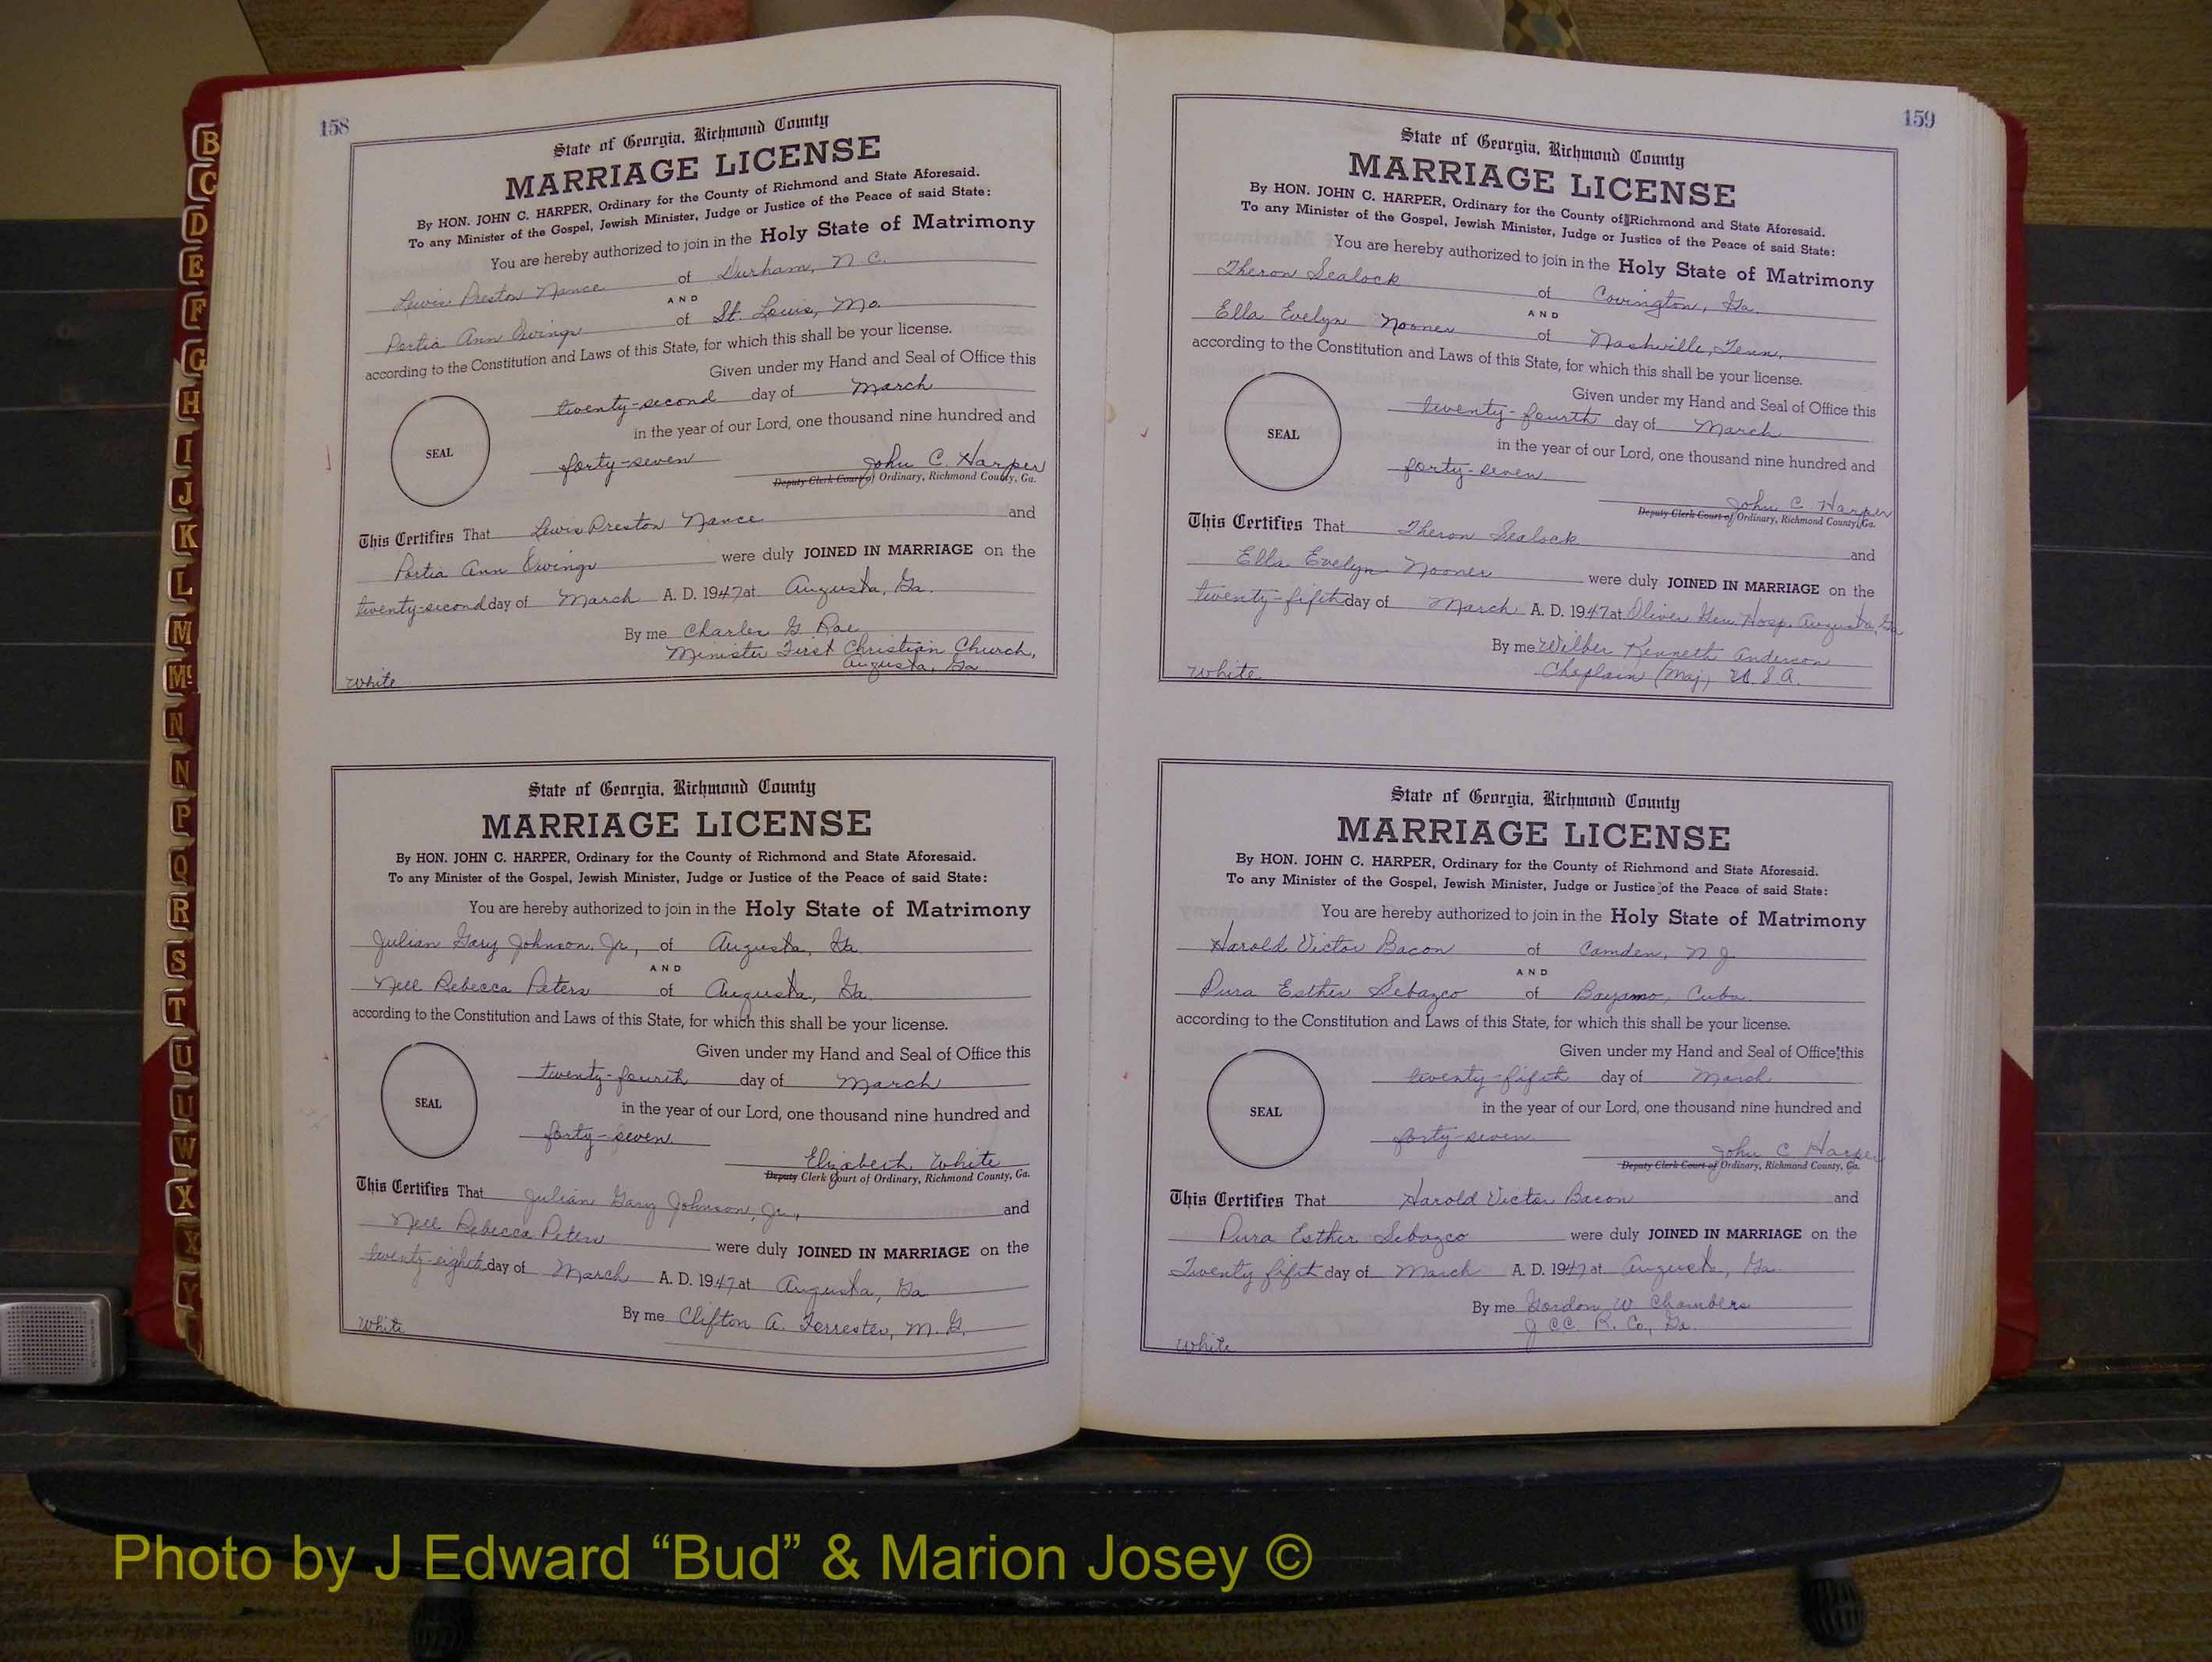 158
State of Georgia, Richmond County
MARRIAGE LICENSE
By HON. JOHN C. HARPER, Ordinary for the County of Richmond and State Aforesaid.
To any Minister of the Gospel, Jewish Minister, Judge or Justice of the Peace of said State:
You are hereby authorized to join in the Holy State of Matrimony
Lewis Preston Nance of Durham, N.C.
AND
Portia Ann Owings of St. Louis, Mo.
according to the Constitution and Laws of this State, for which this shall be your license.
Given under my Hand and Seal of Office this
twenty-second day of March
in the year of our Lord, one thousand nine hundred and
SEAL
forty-seven John C. Harper
Deputy Clerk Court of Ordinary, Richmond County, Ga.
This Certifies That Lewis Preston Nance and
Portia Ann Owings were duly JOINED IN MARRIAGE on the
twenty-second day of March A. D. 1947 at Augusta, Ga.
By me Charles G. Roe
Minister First Christian Church,
Augusta, Ga
White
State of Georgia, Richmond County
MARRIAGE LICENSE
By HON. JOHN C. HARPER, Ordinary for the County of Richmond and State Aforesaid.
To any Minister of the Gospel, Jewish Minister, Judge or Justice of the Peace of said State:
You are hereby authorized to join in the Holy State of Matrimony
Julian Gary Johnson, Jr., of Augusta, Ga.
AND
Nell Rebecca Peters of Augusta, Ga.
according to the Constitution and Laws of this State, for which this shall be your license.
Given under my Hand and Seal of Office this
twenty-fourth day of March
in the year of our Lord, one thousand nine hundred and
SEAL
forty-seven
Elizabeth White
Deputy Clerk Court of Ordinary, Richmond County, Ga.
This Certifies That Julian Gary Johnson, Jr., and
Nell Rebecca Peters were duly JOINED IN MARRIAGE on the
twenty-eighth day of March A. D. 1947 at Augusta, Ga
By me Clifton A. Forrester, M. G.
White
159
State of Georgia, Richmond County
MARRIAGE LICENSE
By HON. JOHN C. HARPER, Ordinary for the County of Richmond and State Aforesaid.
To any Minister of the Gospel, Jewish Minister, Judge or Justice of the Peace of said State:
You are hereby authorized to join in the Holy State of Matrimony
Theron Sealock of Covington, Ga.
AND
Ella Evelyn Nooner of Nashville, Tenn.
according to the Constitution and Laws of this State, for which this shall be your license.
Given under my Hand and Seal of Office this
twenty-fourth day of March
in the year of our Lord, one thousand nine hundred and
SEAL
forty-seven
John C. Harper
Deputy Clerk Court of Ordinary, Richmond County, Ga.
This Certifies That Theron Sealock and
Ella Evelyn Nooner were duly JOINED IN MARRIAGE on the
twenty-fifth day of March A. D. 1947 at Oliver Gen. Hosp. Augusta, Ga
By me Wilber Kenneth Anderson
Chaplain (Maj) U.S.A.
White
State of Georgia, Richmond County
MARRIAGE LICENSE
By HON. JOHN C. HARPER, Ordinary for the County of Richmond and State Aforesaid.
To any Minister of the Gospel, Jewish Minister, Judge or Justice of the Peace of said State:
You are hereby authorized to join in the Holy State of Matrimony
Harold Victor Bacon of Camden, N.J.
AND
Pura Esther Sebazco of Bayamo, Cuba
according to the Constitution and Laws of this State, for which this shall be your license.
Given under my Hand and Seal of Office this
twenty-fifth day of March
in the year of our Lord, one thousand nine hundred and
SEAL
forty-seven
John C Harper
Deputy Clerk Court of Ordinary, Richmond County, Ga.
This Certifies That Harold Victor Bacon and
Pura Esther Sebazco were duly JOINED IN MARRIAGE on the
Twenty fifth day of March A. D. 1947 at Augusta, Ga.
By me Gordon W Chambers
J CC. R. Co, Ga.
White
B
C
D
E
F
G
H
I
J
K
L
M
Mc
N
N
P
Q
R
S
T
U
U
W
X
X
Y
Photo by J Edward “Bud” & Marion Josey ©